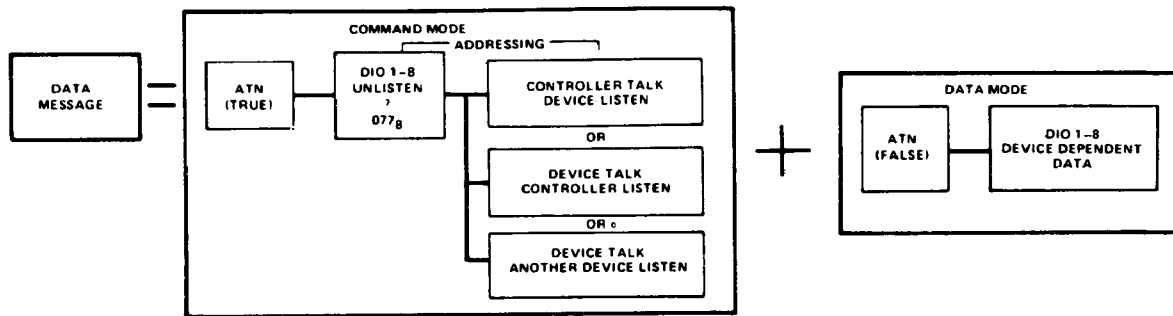 DATA
MESSAGE
=
COMMAND MODE
ADDRESSING
ATN
(TRUE)
DIO 1-8
UNLISTEN
?
077₈
CONTROLLER TALK
DEVICE LISTEN
OR
DEVICE TALK
CONTROLLER LISTEN
OR
DEVICE TALK
ANOTHER DEVICE LISTEN
+
DATA MODE
ATN
(FALSE)
DIO 1-8
DEVICE DEPENDENT
DATA